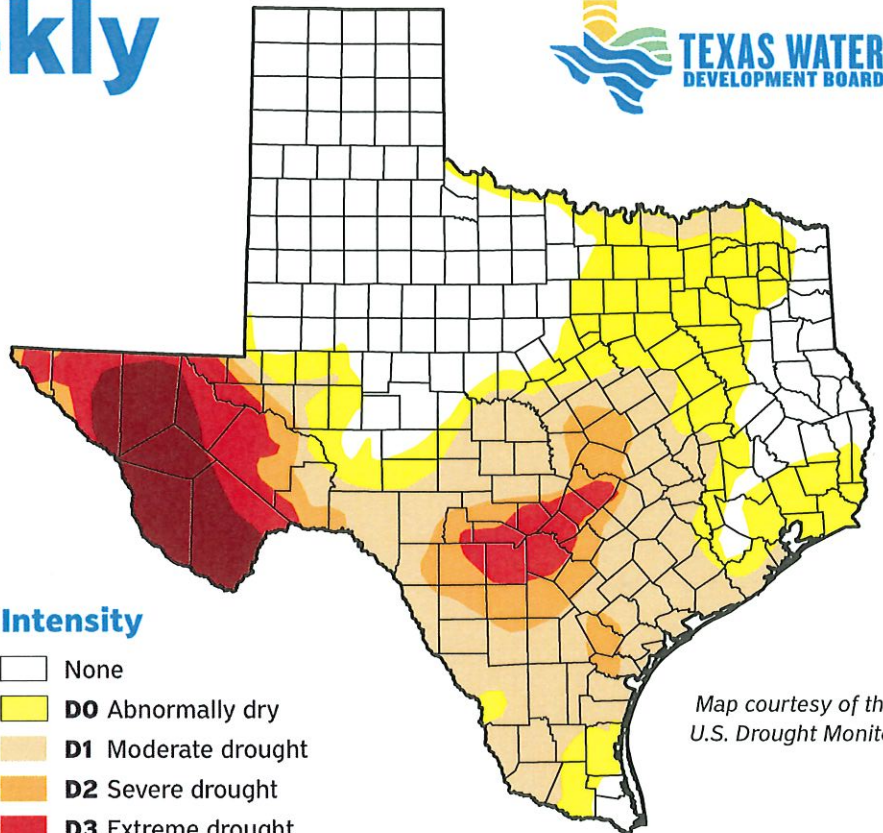 kly
TEXAS WATER
DEVELOPMENT BOARD
Intensity
None
D0 Abnormally dry
D1 Moderate drought
D2 Severe drought
D3 Extreme drought
Map courtesy of th
U.S. Drought Monit